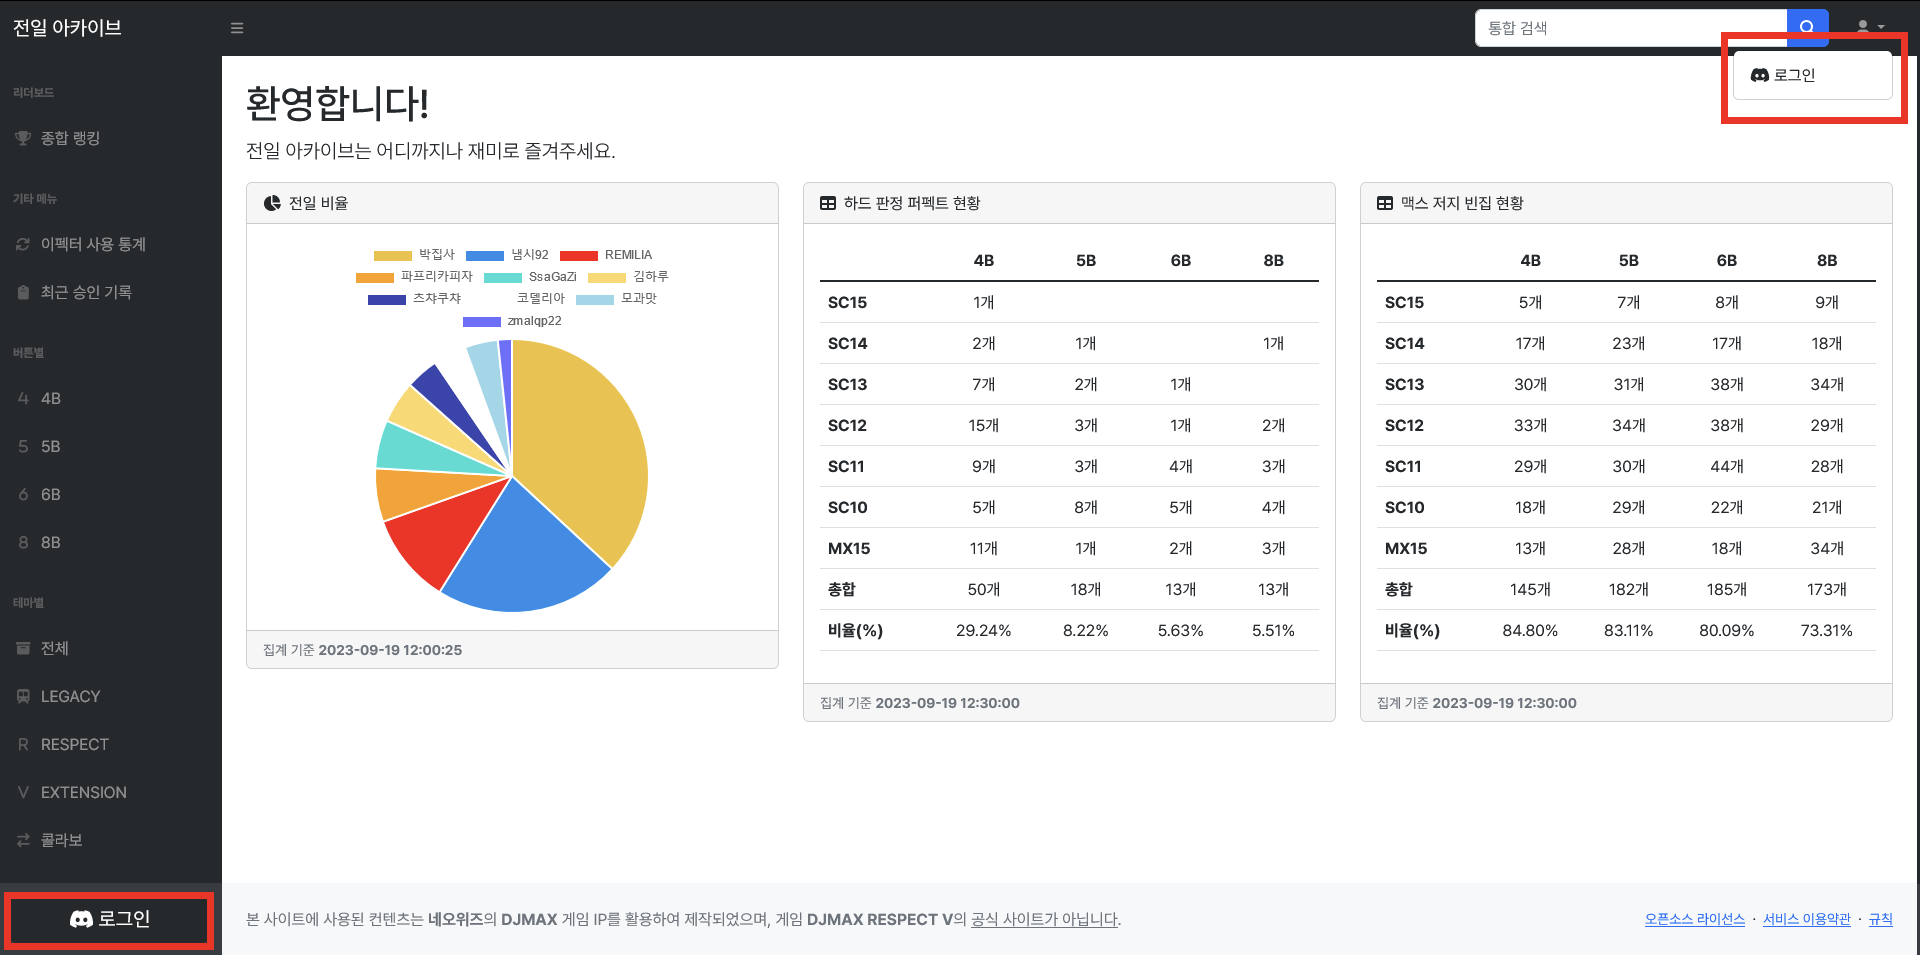 전일 아카이브
통합 검색
로그인
리더보드
종합 랭킹
기타 메뉴
이펙터 사용 통계
최근 승인 기록
버튼별
4 4B
5 5B
6 6B
8 8B
테마별
전체
LEGACY
R RESPECT
V EXTENSION
콜라보
로그인
환영합니다!
전일 아카이브는 어디까지나 재미로 즐겨주세요.
전일 비율
박집사 냄시92 REMILIA
파프리카피자 SsaGaZi 김하루
츠챠쿠챠 코델리아 모과맛
zmalqp22
집계 기준 2023-09-19 12:00:25
하드 판정 퍼펙트 현황
4B 5B 6B 8B
SC15 1개
SC14 2개 1개 1개
SC13 7개 2개 1개
SC12 15개 3개 1개 2개
SC11 9개 3개 4개 3개
SC10 5개 8개 5개 4개
MX15 11개 1개 2개 3개
총합 50개 18개 13개 13개
비율(%) 29.24% 8.22% 5.63% 5.51%
집계 기준 2023-09-19 12:30:00
맥스 저지 빈집 현황
4B 5B 6B 8B
SC15 5개 7개 8개 9개
SC14 17개 23개 17개 18개
SC13 30개 31개 38개 34개
SC12 33개 34개 38개 29개
SC11 29개 30개 44개 28개
SC10 18개 29개 22개 21개
MX15 13개 28개 18개 34개
총합 145개 182개 185개 173개
비율(%) 84.80% 83.11% 80.09% 73.31%
집계 기준 2023-09-19 12:30:00
본 사이트에 사용된 컨텐츠는 네오위즈의 DJMAX 게임 IP를 활용하여 제작되었으며, 게임 DJMAX RESPECT V의 공식 사이트가 아닙니다.
오픈소스 라이선스 · 서비스 이용약관 · 규칙